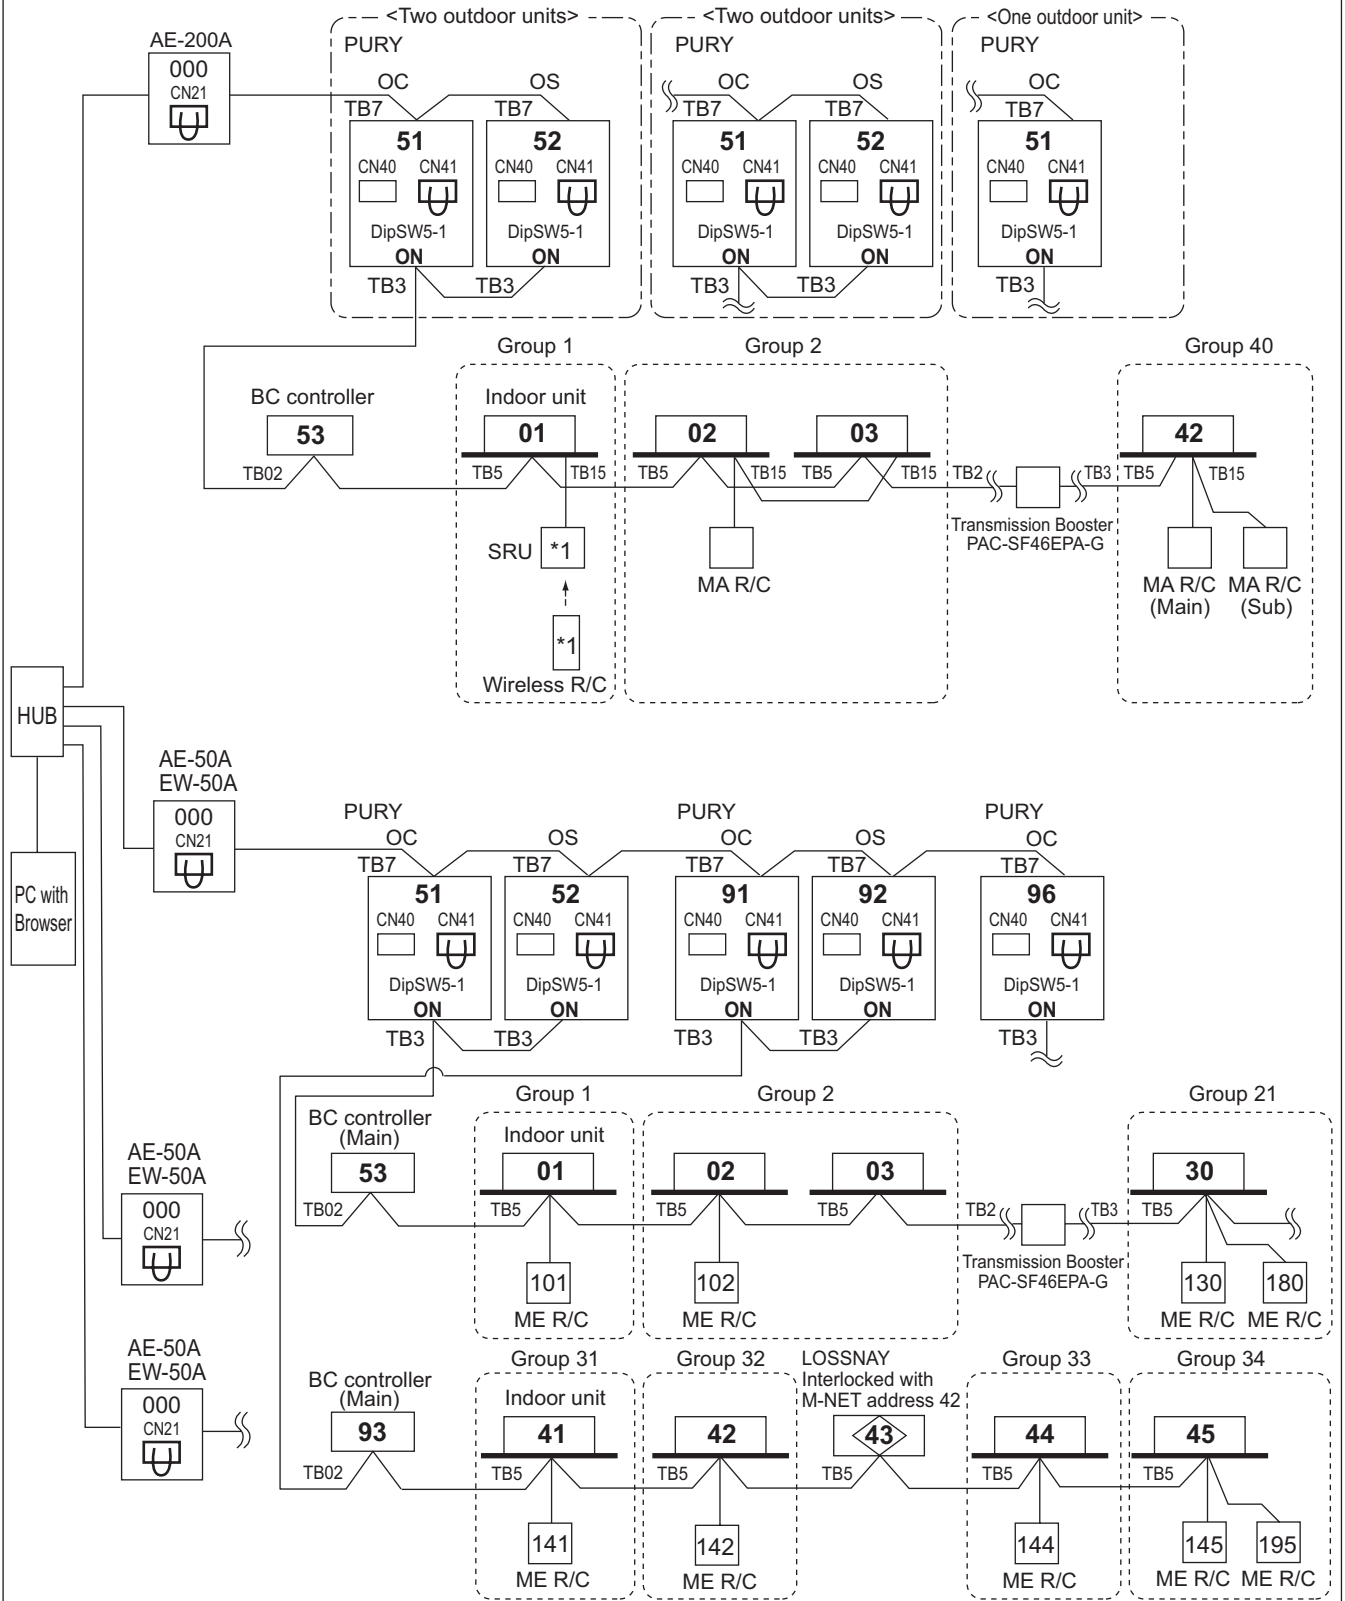 <Two outdoor units>
<Two outdoor units>
<One outdoor unit>
AE-200A
000
CN21
PURY
OC
OS
TB7
TB7
51
52
CN40
CN41
CN40
CN41
DipSW5-1
DipSW5-1
ON
ON
TB3
TB3
PURY
OC
OS
TB7
TB7
51
52
CN40
CN41
CN40
CN41
DipSW5-1
DipSW5-1
ON
ON
TB3
TB3
PURY
OC
TB7
51
CN40
CN41
DipSW5-1
ON
TB3
Group 1
Group 2
Group 40
BC controller
53
TB02
Indoor unit
01
TB5
TB15
SRU
*1
*1
Wireless R/C
02
TB5
TB15
MA R/C
03
TB5
TB15
TB2
Transmission Booster
PAC-SF46EPA-G
TB3
42
TB5
TB15
MA R/C
(Main)
MA R/C
(Sub)
HUB
PC with
Browser
AE-50A
EW-50A
000
CN21
PURY
OC
OS
TB7
TB7
51
52
CN40
CN41
CN40
CN41
DipSW5-1
DipSW5-1
ON
ON
TB3
TB3
PURY
OC
OS
TB7
TB7
91
92
CN40
CN41
CN40
CN41
DipSW5-1
DipSW5-1
ON
ON
TB3
TB3
PURY
OC
TB7
96
CN40
CN41
DipSW5-1
ON
TB3
Group 1
Group 2
Group 21
BC controller
(Main)
53
TB02
Indoor unit
01
TB5
101
ME R/C
02
TB5
102
ME R/C
03
TB5
TB2
Transmission Booster
PAC-SF46EPA-G
TB3
30
TB5
130
ME R/C
180
ME R/C
AE-50A
EW-50A
000
CN21
AE-50A
EW-50A
000
CN21
Group 31
Group 32
LOSSNAY
Interlocked with
M-NET address 42
Group 33
Group 34
BC controller
(Main)
93
TB02
Indoor unit
41
TB5
141
ME R/C
42
TB5
142
ME R/C
43
TB5
44
TB5
144
ME R/C
45
TB5
145
ME R/C
195
ME R/C